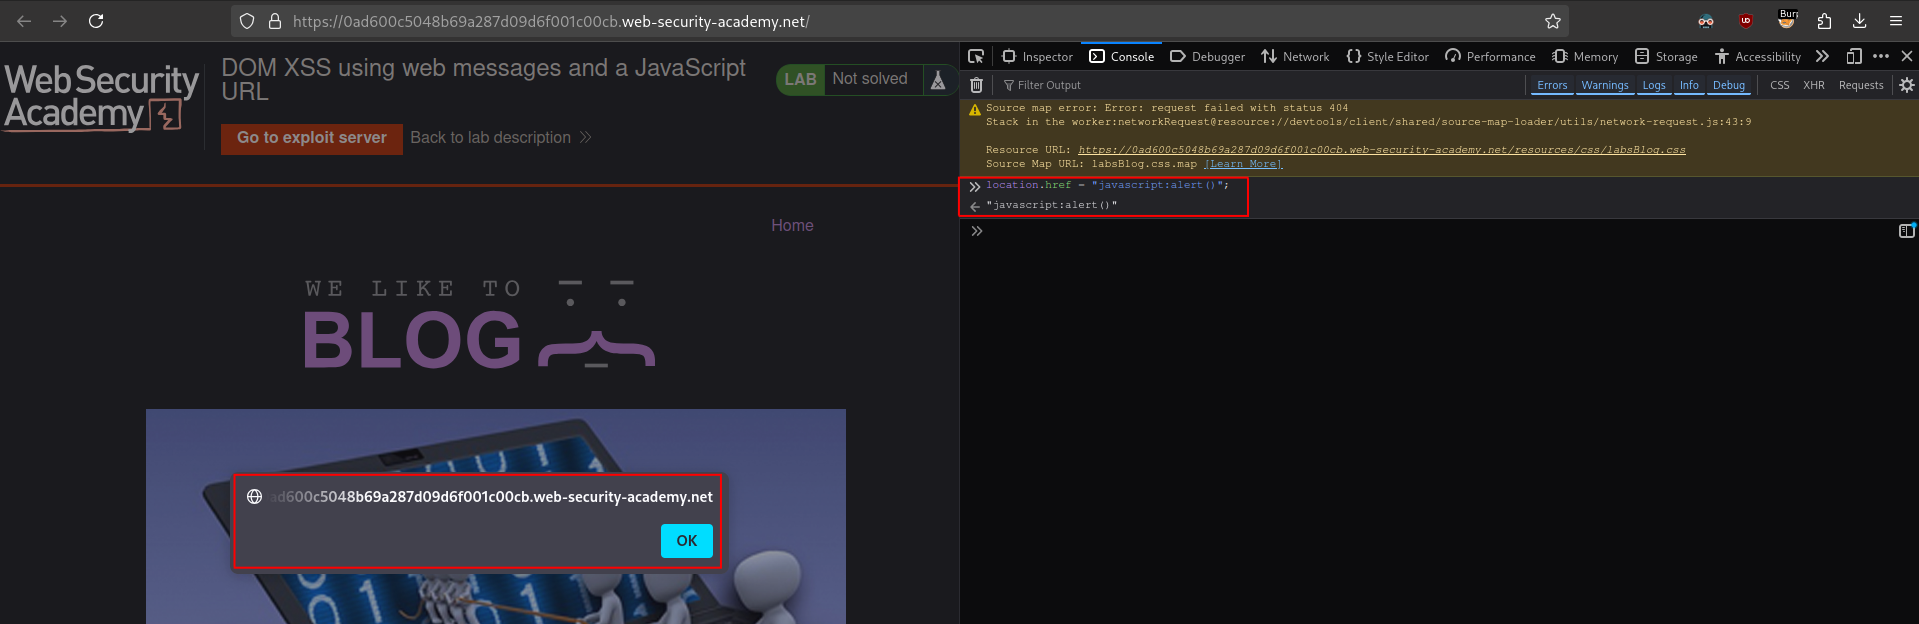 https://0ad600c5048b69a287d09d6f001c00cb.web-security-academy.net/
Burp
Web Security
Academy
DOM XSS using web messages and a JavaScript
URL
LAB Not solved
Go to exploit server Back to lab description
Home
WE LIKE TO
BLOG
ad600c5048b69a287d09d6f001c00cb.web-security-academy.net
OK
Inspector Console Debugger Network Style Editor Performance Memory Storage Accessibility
Filter Output Errors Warnings Logs Info Debug CSS XHR Requests
Source map error: Error: request failed with status 404
Stack in the worker:networkRequest@resource://devtools/client/shared/source-map-loader/utils/network-request.js:43:9
Resource URL: https://0ad600c5048b69a287d09d6f001c00cb.web-security-academy.net/resources/css/labsBlog.css
Source Map URL: labsBlog.css.map [Learn More]
location.href = "javascript:alert()";
"javascript:alert()"